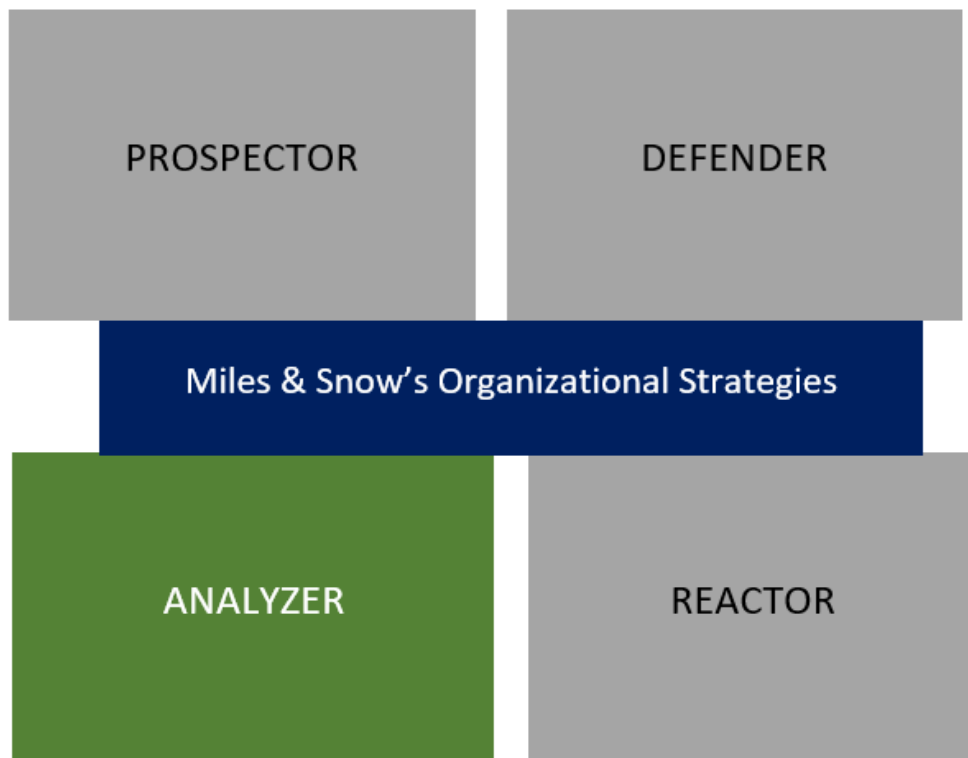 PROSPECTOR
DEFENDER
Miles & Snow’s Organizational Strategies
ANALYZER
REACTOR